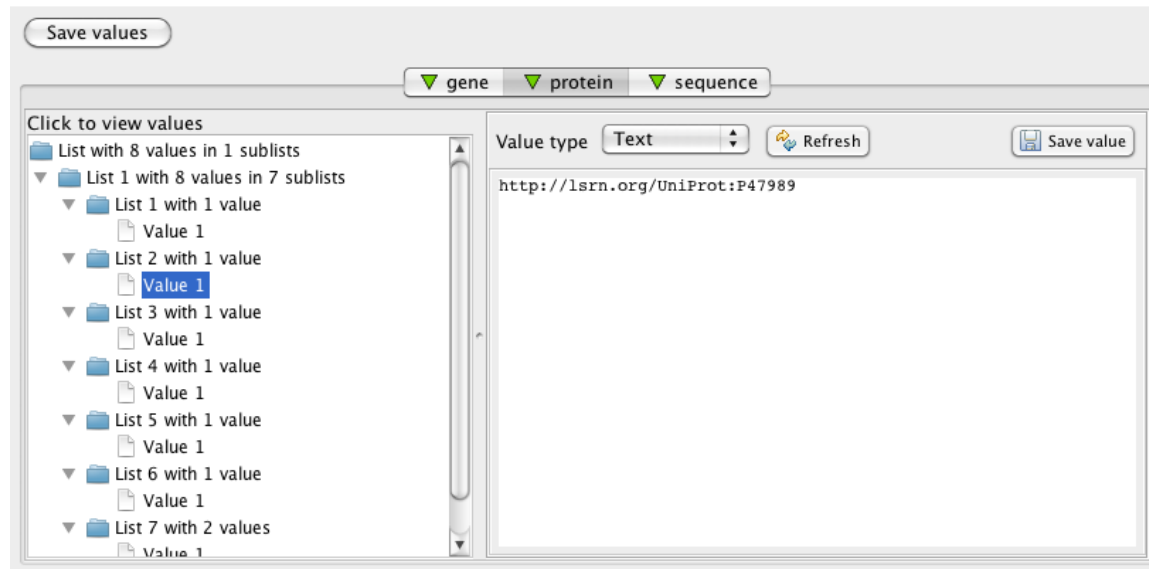 Save values
gene protein sequence
Click to view values
List with 8 values in 1 sublists
List 1 with 8 values in 7 sublists
List 1 with 1 value
Value 1
List 2 with 1 value
Value 1
List 3 with 1 value
Value 1
List 4 with 1 value
Value 1
List 5 with 1 value
Value 1
List 6 with 1 value
Value 1
List 7 with 2 values
Value 1
Value type Text Refresh Save value
http://lsrn.org/UniProt:P47989